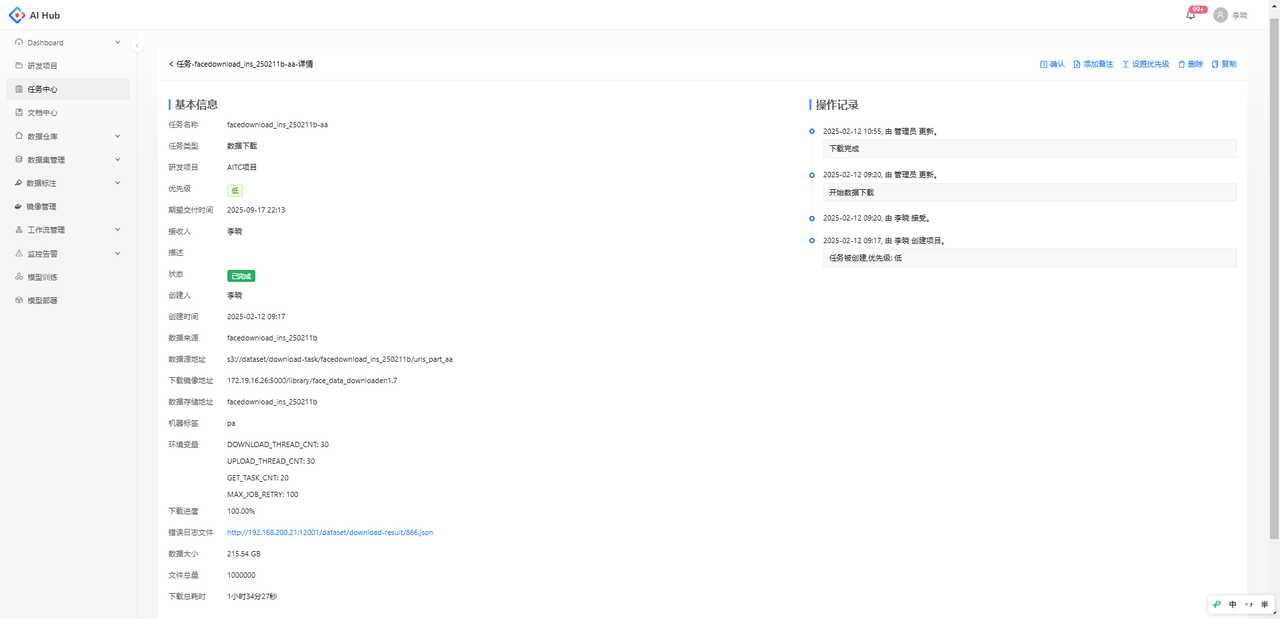 AI Hub
99+
李晓
Dashboard
研发项目
任务中心
文档中心
数据仓库
数据集管理
数据标注
镜像管理
工作流管理
监控告警
模型训练
模型部署
任务-facedownload_ins_250211b-aa-详情
确认
添加备注
设置优先级
删除
复制
基本信息
任务名称 facedownload_ins_250211b-aa
任务类型 数据下载
研发项目 AITC项目
优先级 低
期望交付时间 2025-09-17 22:13
接收人 李晓
描述
状态 已完成
创建人 李晓
创建时间 2025-02-12 09:17
数据来源 facedownload_ins_250211b
数据源地址 s3://dataset/download-task/facedownload_ins_250211b/uris_part_aa
下载镜像地址 172.19.16.26:5000/library/face_data_downloader:1.7
数据存储地址 facedownload_ins_250211b
机器标签 pa
环境变量 DOWNLOAD_THREAD_CNT: 30
UPLOAD_THREAD_CNT: 30
GET_TASK_CNT: 20
MAX_JOB_RETRY: 100
下载进度 100.00%
错误日志文件 http://192.168.200.21:12001/dataset/download-result/866.json
数据大小 215.54 GB
文件总量 1000000
下载总耗时 1小时34分27秒
操作记录
2025-02-12 10:55, 由 管理员 更新。
下载完成
2025-02-12 09:20, 由 管理员 更新。
开始数据下载
2025-02-12 09:20, 由 李晓 接受。
2025-02-12 09:17, 由 李晓 创建项目。
任务被创建,优先级: 低
中 半